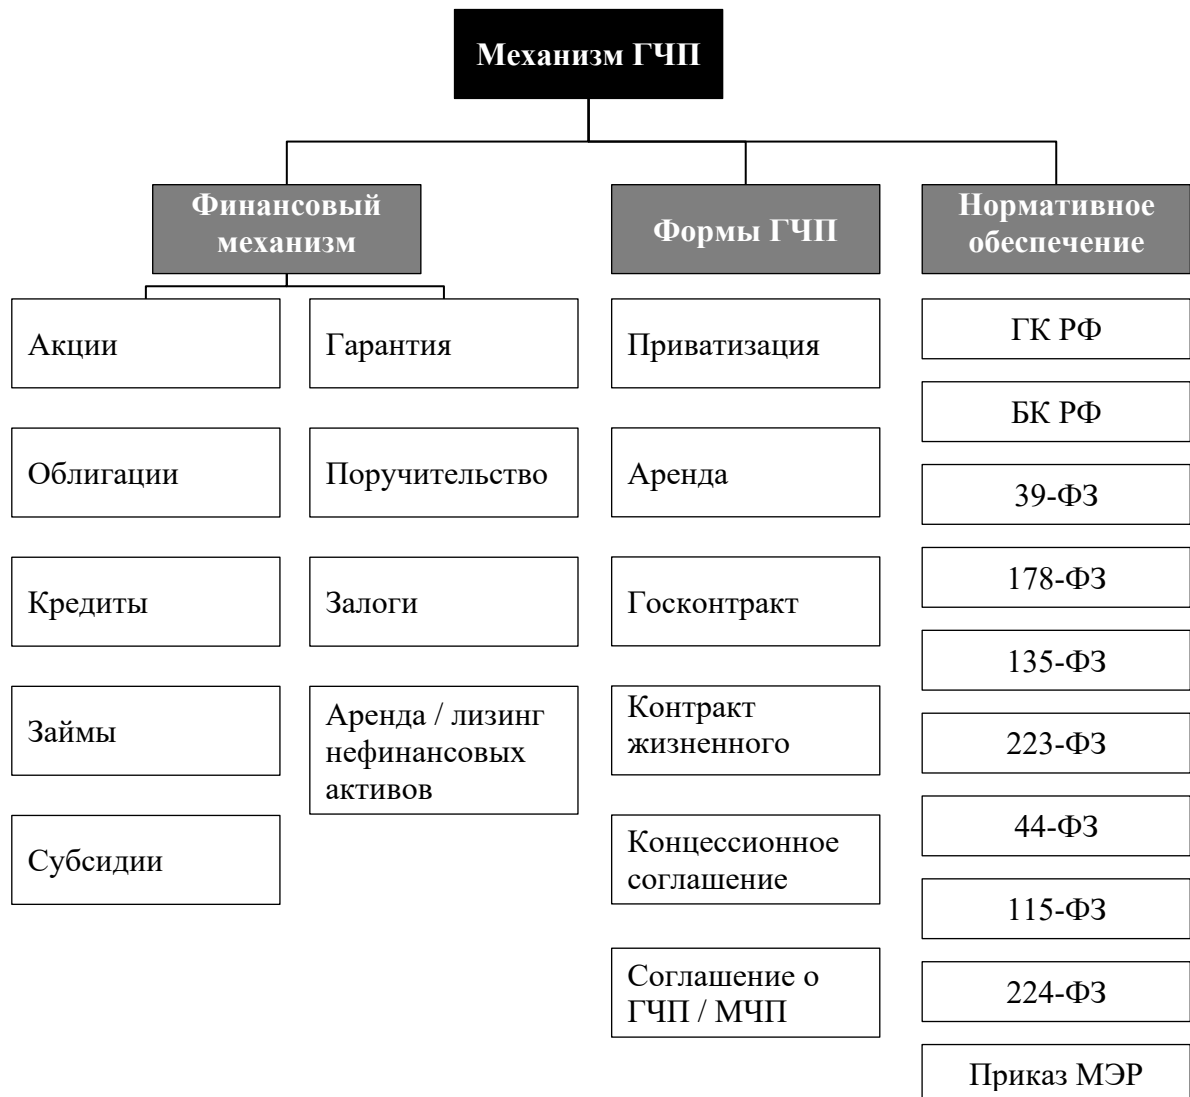 Механизм ГЧП
Финансовый
механизм
Формы ГЧП
Нормативное
обеспечение
Акции
Облигации
Кредиты
Займы
Субсидии
Гарантия
Поручительство
Залоги
Аренда / лизинг
нефинансовых
активов
Приватизация
Аренда
Госконтракт
Контракт
жизненного
Концессионное
соглашение
Соглашение о
ГЧП / МЧП
ГК РФ
БК РФ
39-ФЗ
178-ФЗ
135-ФЗ
223-ФЗ
44-ФЗ
115-ФЗ
224-ФЗ
Приказ МЭР